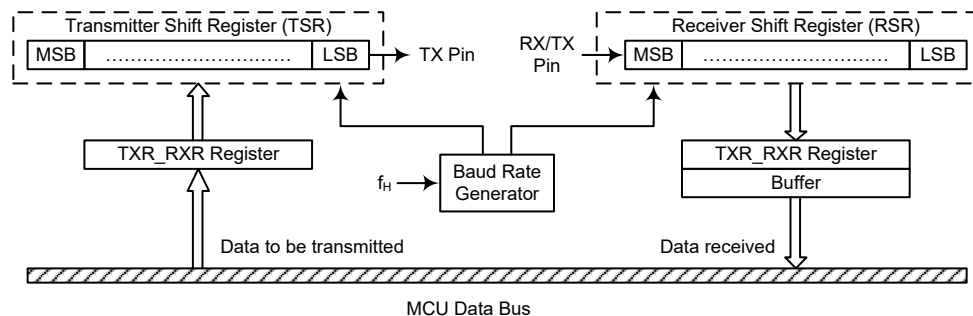 Transmitter Shift Register (TSR)
MSB ................................ LSB
TX Pin
RX/TX
Pin
Receiver Shift Register (RSR)
MSB ................................ LSB
TXR_RXR Register
fH
Baud Rate
Generator
TXR_RXR Register
Buffer
Data to be transmitted
Data received
MCU Data Bus